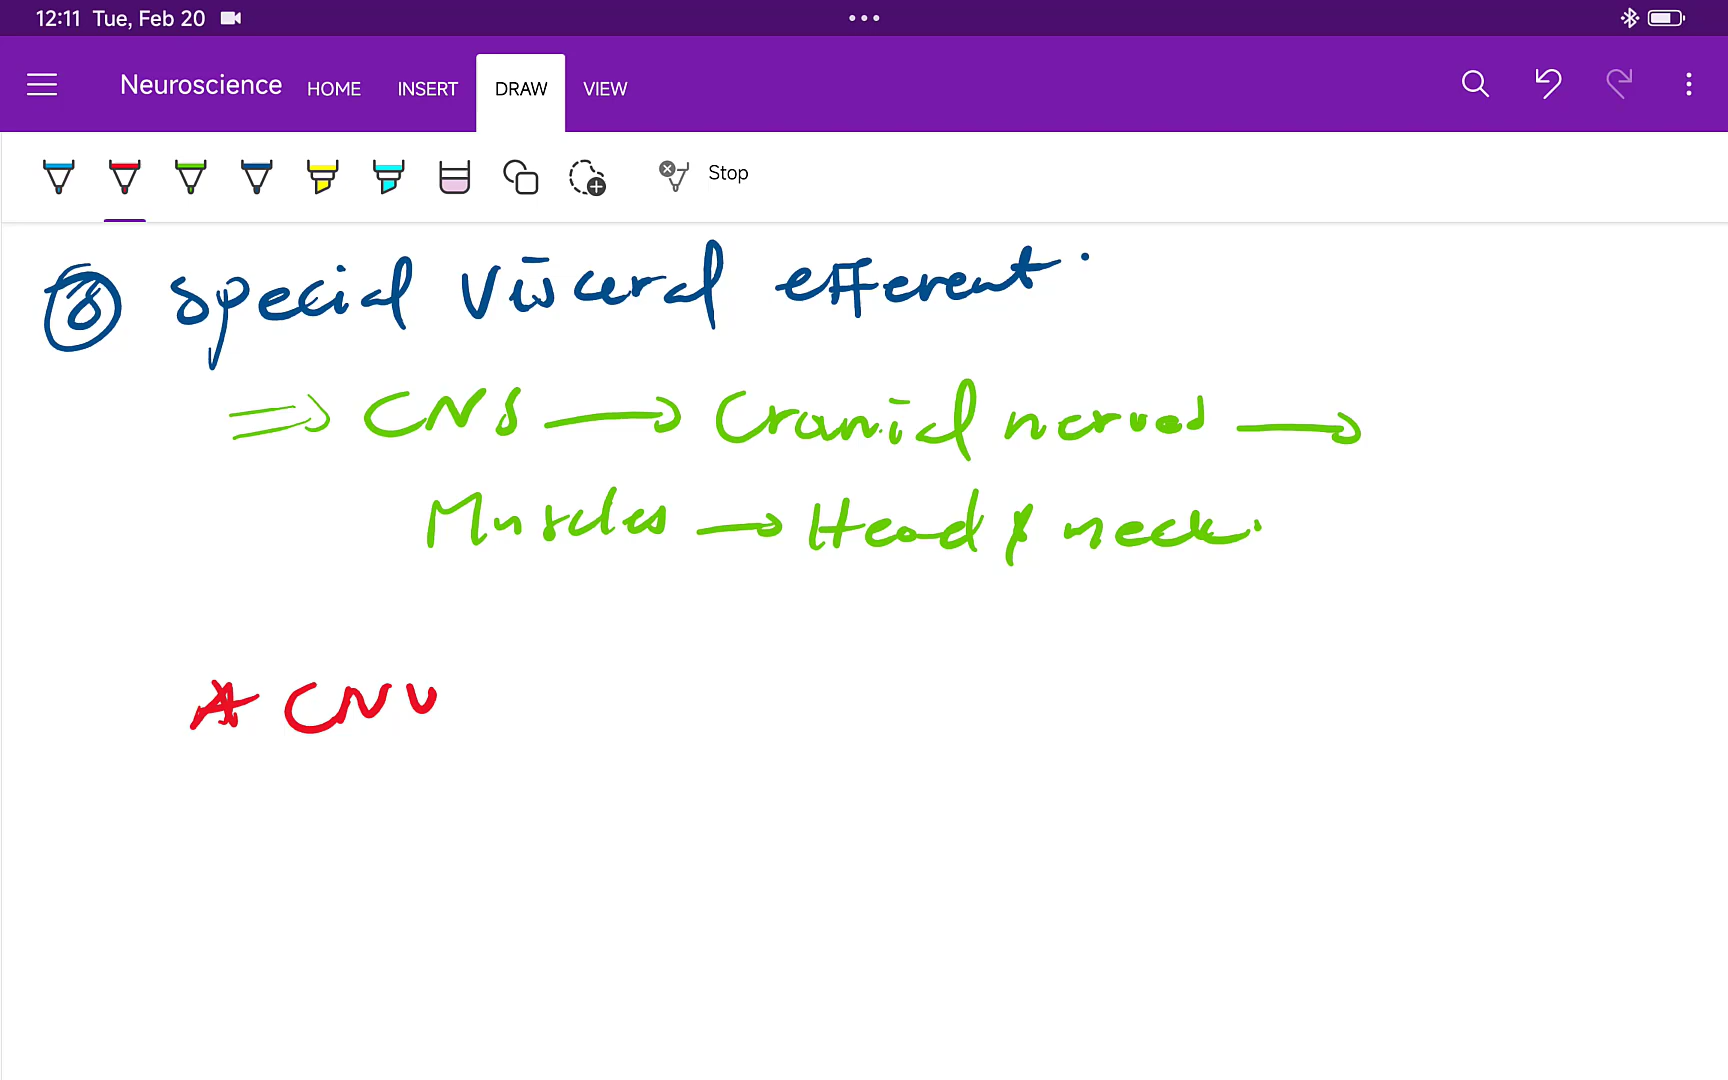 12:11 Tue, Feb 20
Neuroscience HOME INSERT DRAW VIEW
Stop
8 Special Visceral efferent.
⇒ CNS → Cranial nerves →
Muscles → Head & neck.
* CN V